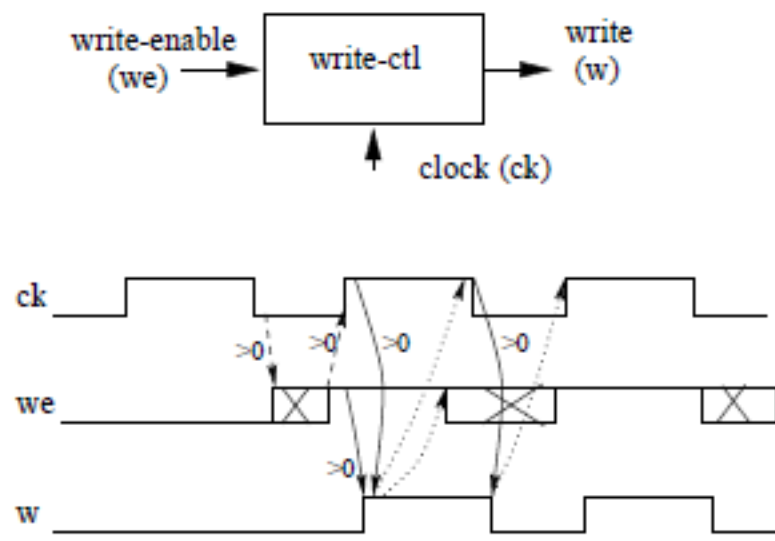 write-enable
(we)
write-ctl
write
(w)
clock (ck)
ck
>0
>0
>0
>0
we
>0
w